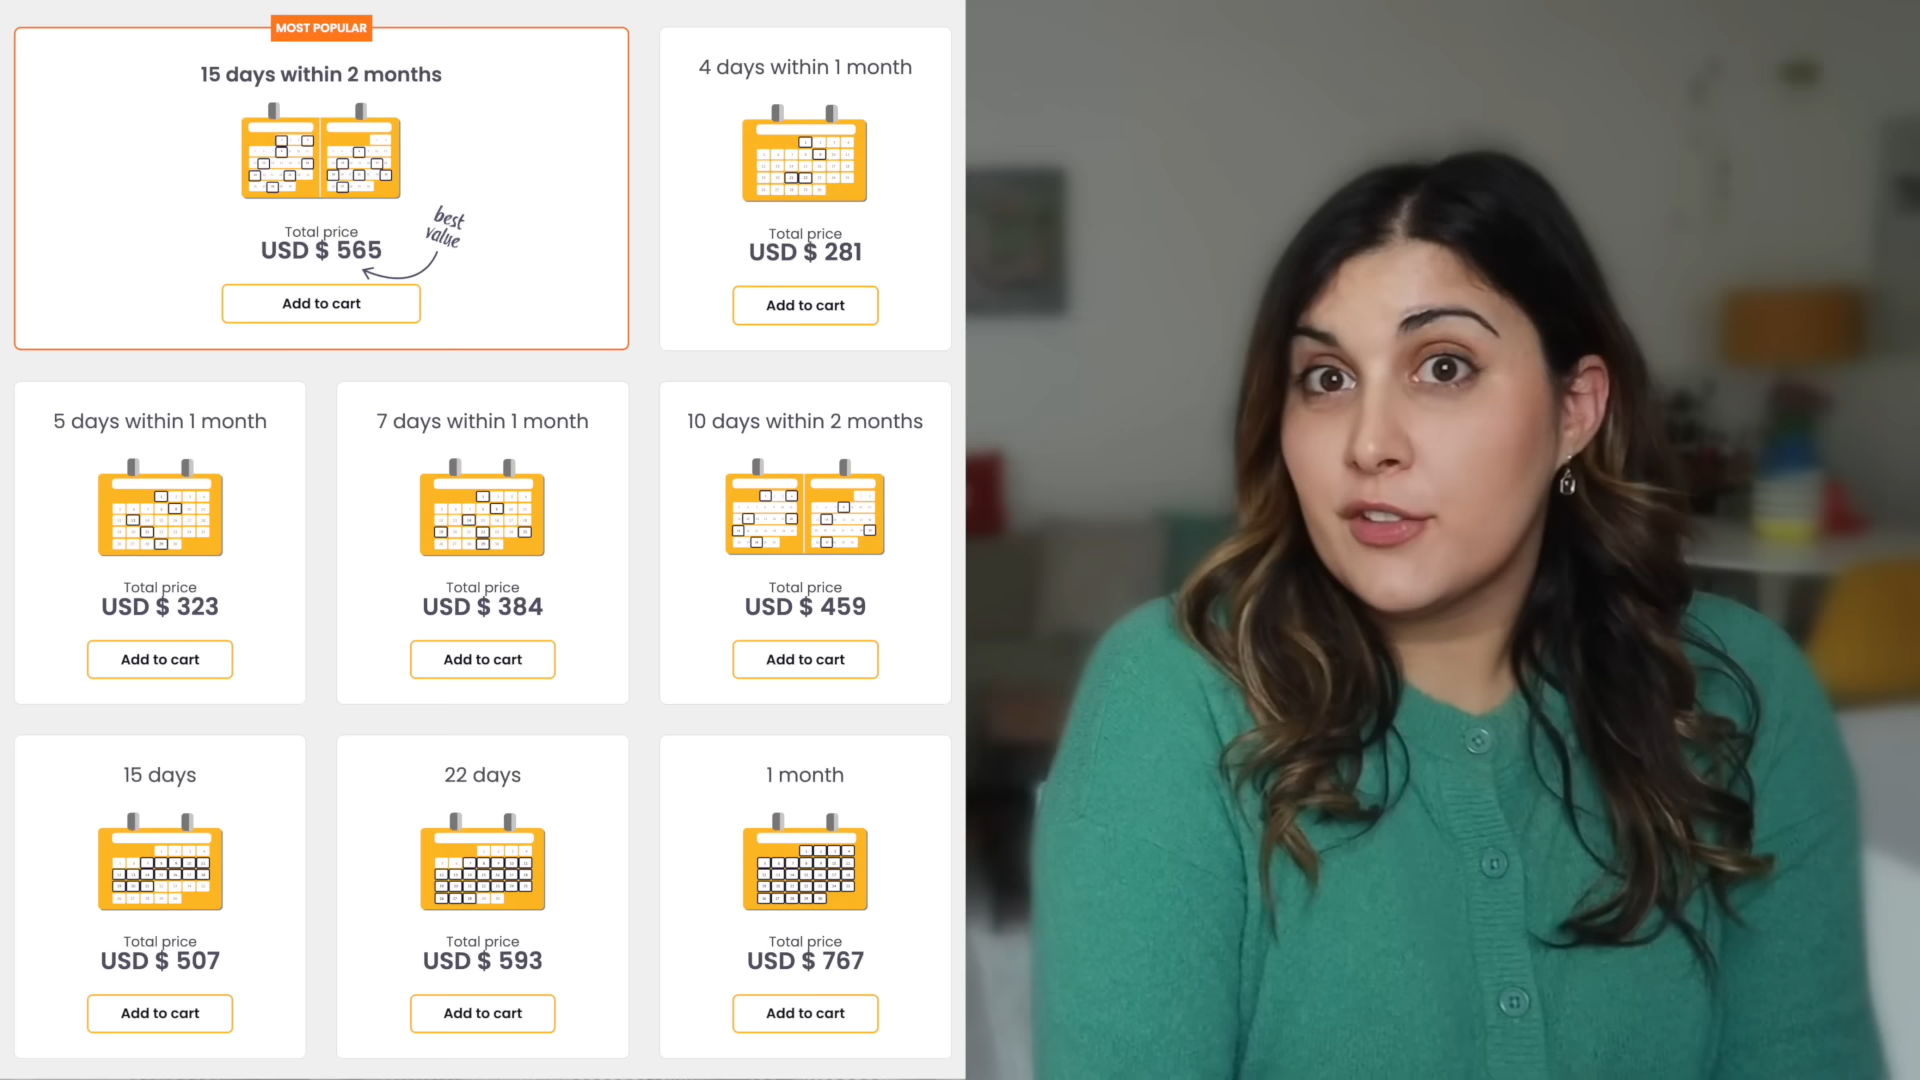 MOST POPULAR
15 days within 2 months
Total price
USD $ 565
best
value
Add to cart
4 days within 1 month
Total price
USD $ 281
Add to cart
5 days within 1 month
Total price
USD $ 323
Add to cart
7 days within 1 month
Total price
USD $ 384
Add to cart
10 days within 2 months
Total price
USD $ 459
Add to cart
15 days
Total price
USD $ 507
Add to cart
22 days
Total price
USD $ 593
Add to cart
1 month
Total price
USD $ 767
Add to cart